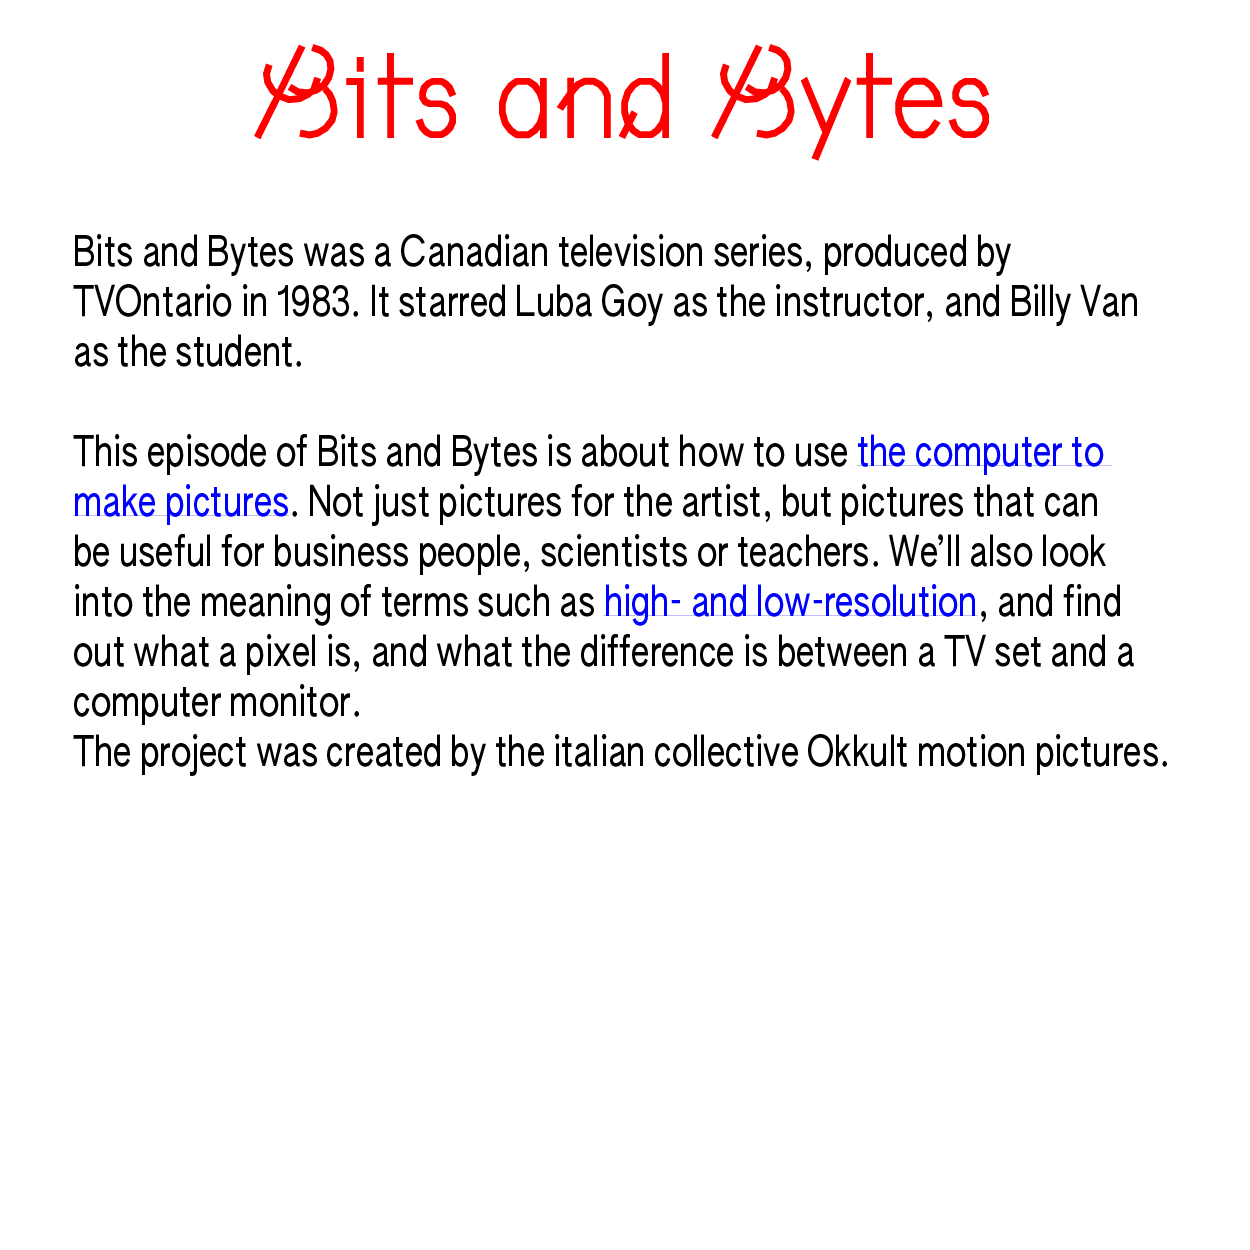 Bits and Bytes
Bits and Bytes was a Canadian television series, produced by
TVOntario in 1983. It starred Luba Goy as the instructor, and Billy Van
as the student.
This episode of Bits and Bytes is about how to use the computer to
make pictures. Not just pictures for the artist, but pictures that can
be useful for business people, scientists or teachers. We’ll also look
into the meaning of terms such as high- and low-resolution, and find
out what a pixel is, and what the difference is between a TV set and a
computer monitor.
The project was created by the italian collective Okkult motion pictures.